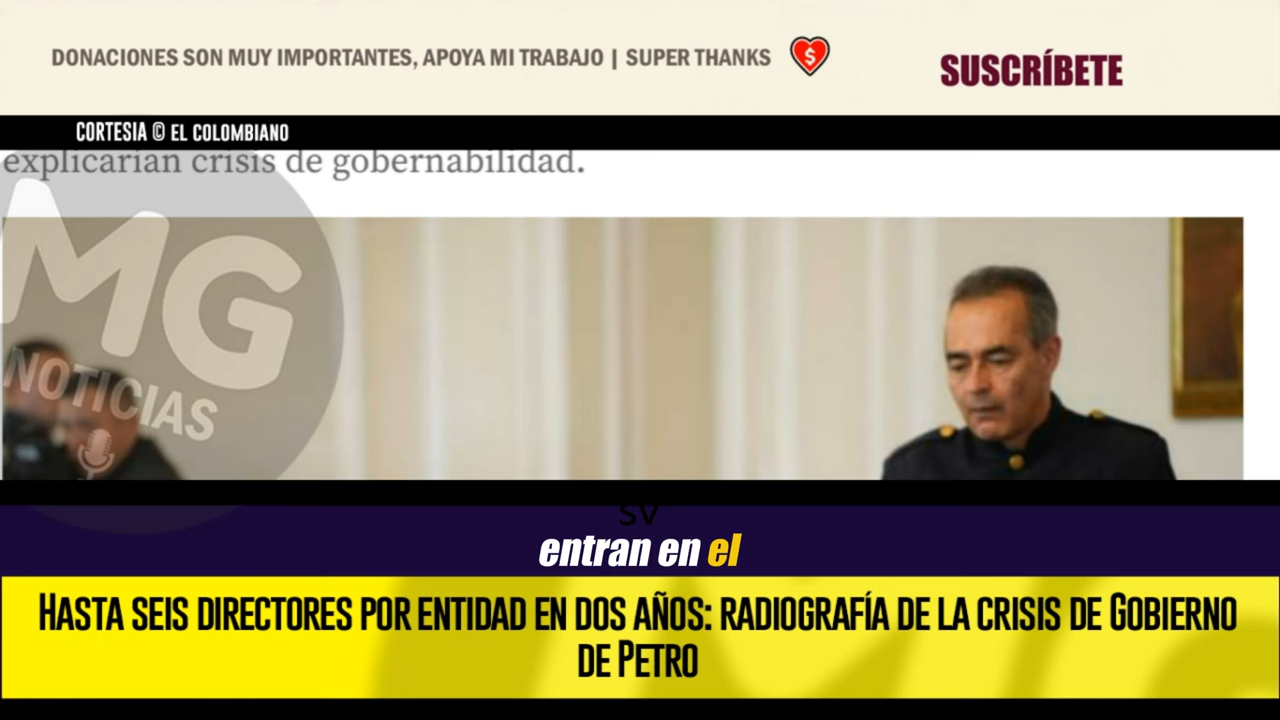 DONACIONES SON MUY IMPORTANTES, APOYA MI TRABAJO | SUPER THANKS
SUSCRÍBETE
CORTESIA © EL COLOMBIANO
explicarían crisis de gobernabilidad.
MG
NOTICIAS
sv
entran en el
HASTA SEIS DIRECTORES POR ENTIDAD EN DOS AÑOS: RADIOGRAFÍA DE LA CRISIS DE GOBIERNO
DE PETRO